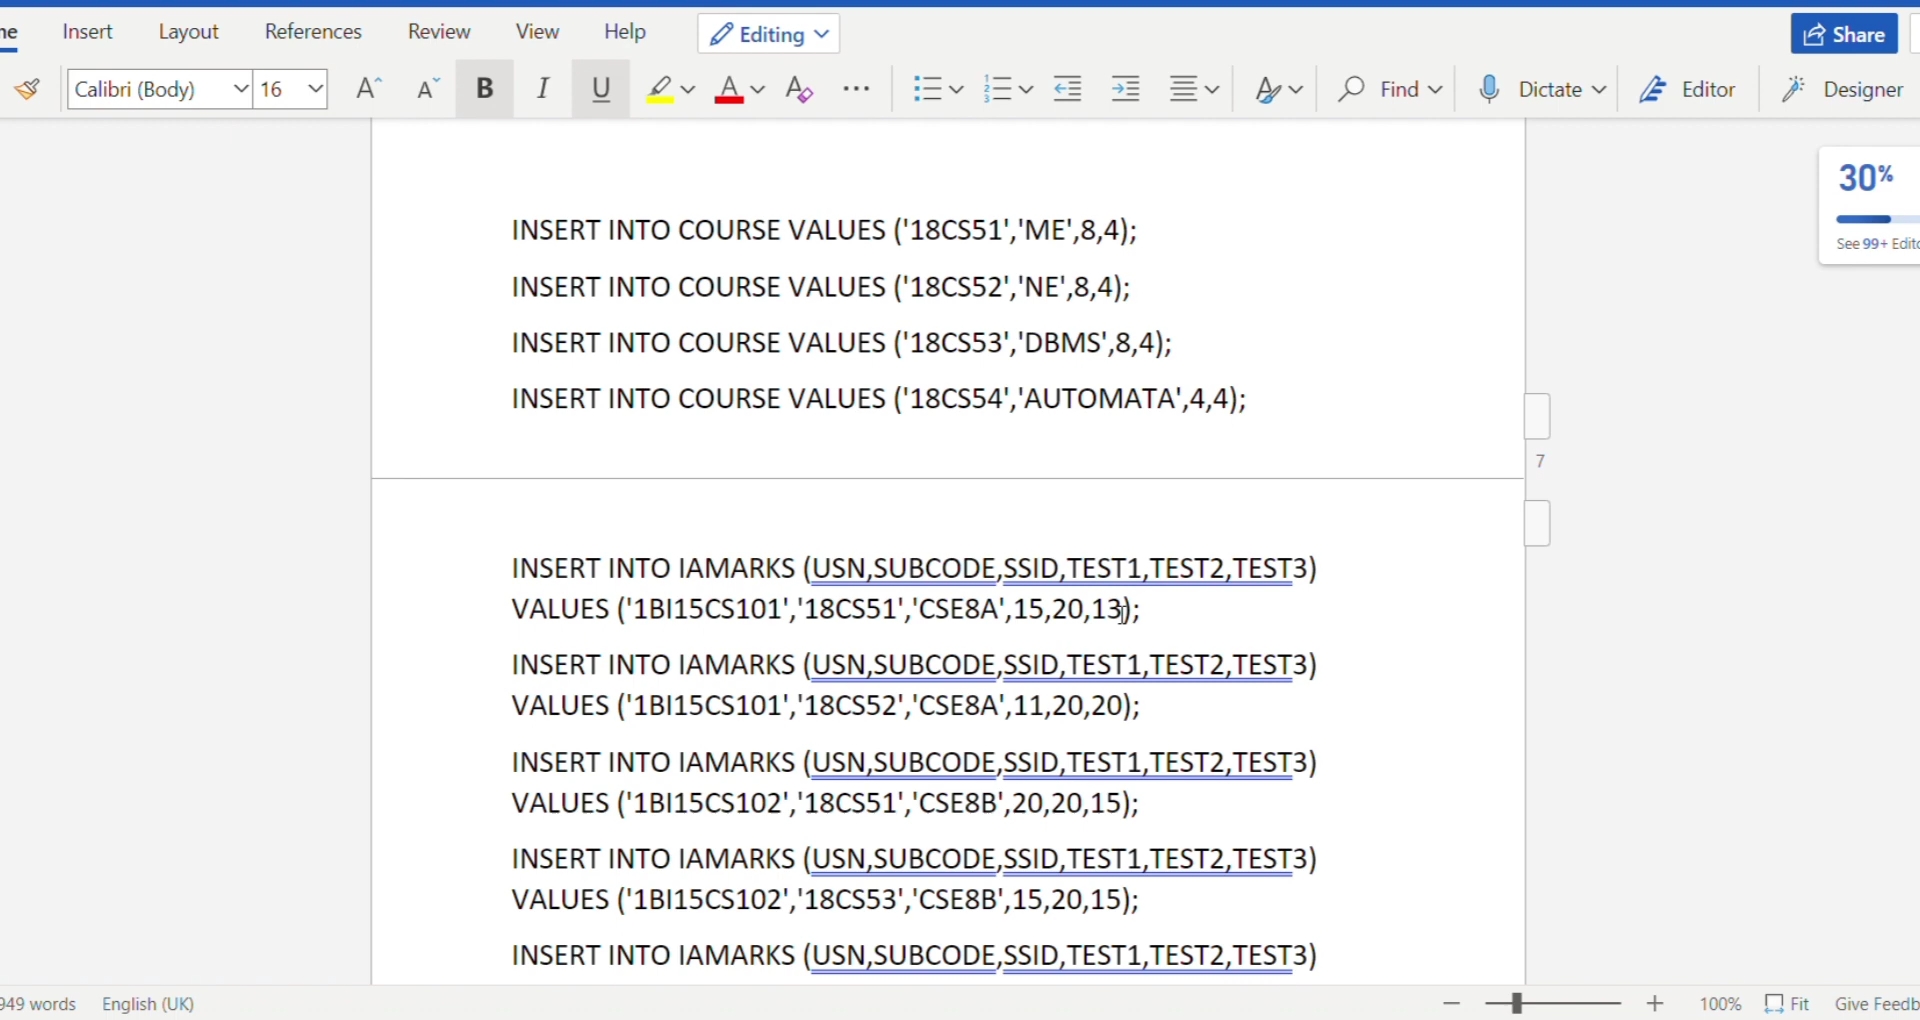 Insert Layout References Review View Help Editing Share
Calibri (Body) 16 A A B I U A A ... Find Dictate Editor Designer
30%
See 99+
INSERT INTO COURSE VALUES ('18CS51','ME',8,4);
INSERT INTO COURSE VALUES ('18CS52','NE',8,4);
INSERT INTO COURSE VALUES ('18CS53','DBMS',8,4);
INSERT INTO COURSE VALUES ('18CS54','AUTOMATA',4,4);
7
INSERT INTO IAMARKS (USN,SUBCODE,SSID,TEST1,TEST2,TEST3)
VALUES ('1BI15CS101','18CS51','CSE8A',15,20,13);
INSERT INTO IAMARKS (USN,SUBCODE,SSID,TEST1,TEST2,TEST3)
VALUES ('1BI15CS101','18CS52','CSE8A',11,20,20);
INSERT INTO IAMARKS (USN,SUBCODE,SSID,TEST1,TEST2,TEST3)
VALUES ('1BI15CS102','18CS51','CSE8B',20,20,15);
INSERT INTO IAMARKS (USN,SUBCODE,SSID,TEST1,TEST2,TEST3)
VALUES ('1BI15CS102','18CS53','CSE8B',15,20,15);
INSERT INTO IAMARKS (USN,SUBCODE,SSID,TEST1,TEST2,TEST3)
949 words English (UK) 100% Fit Give